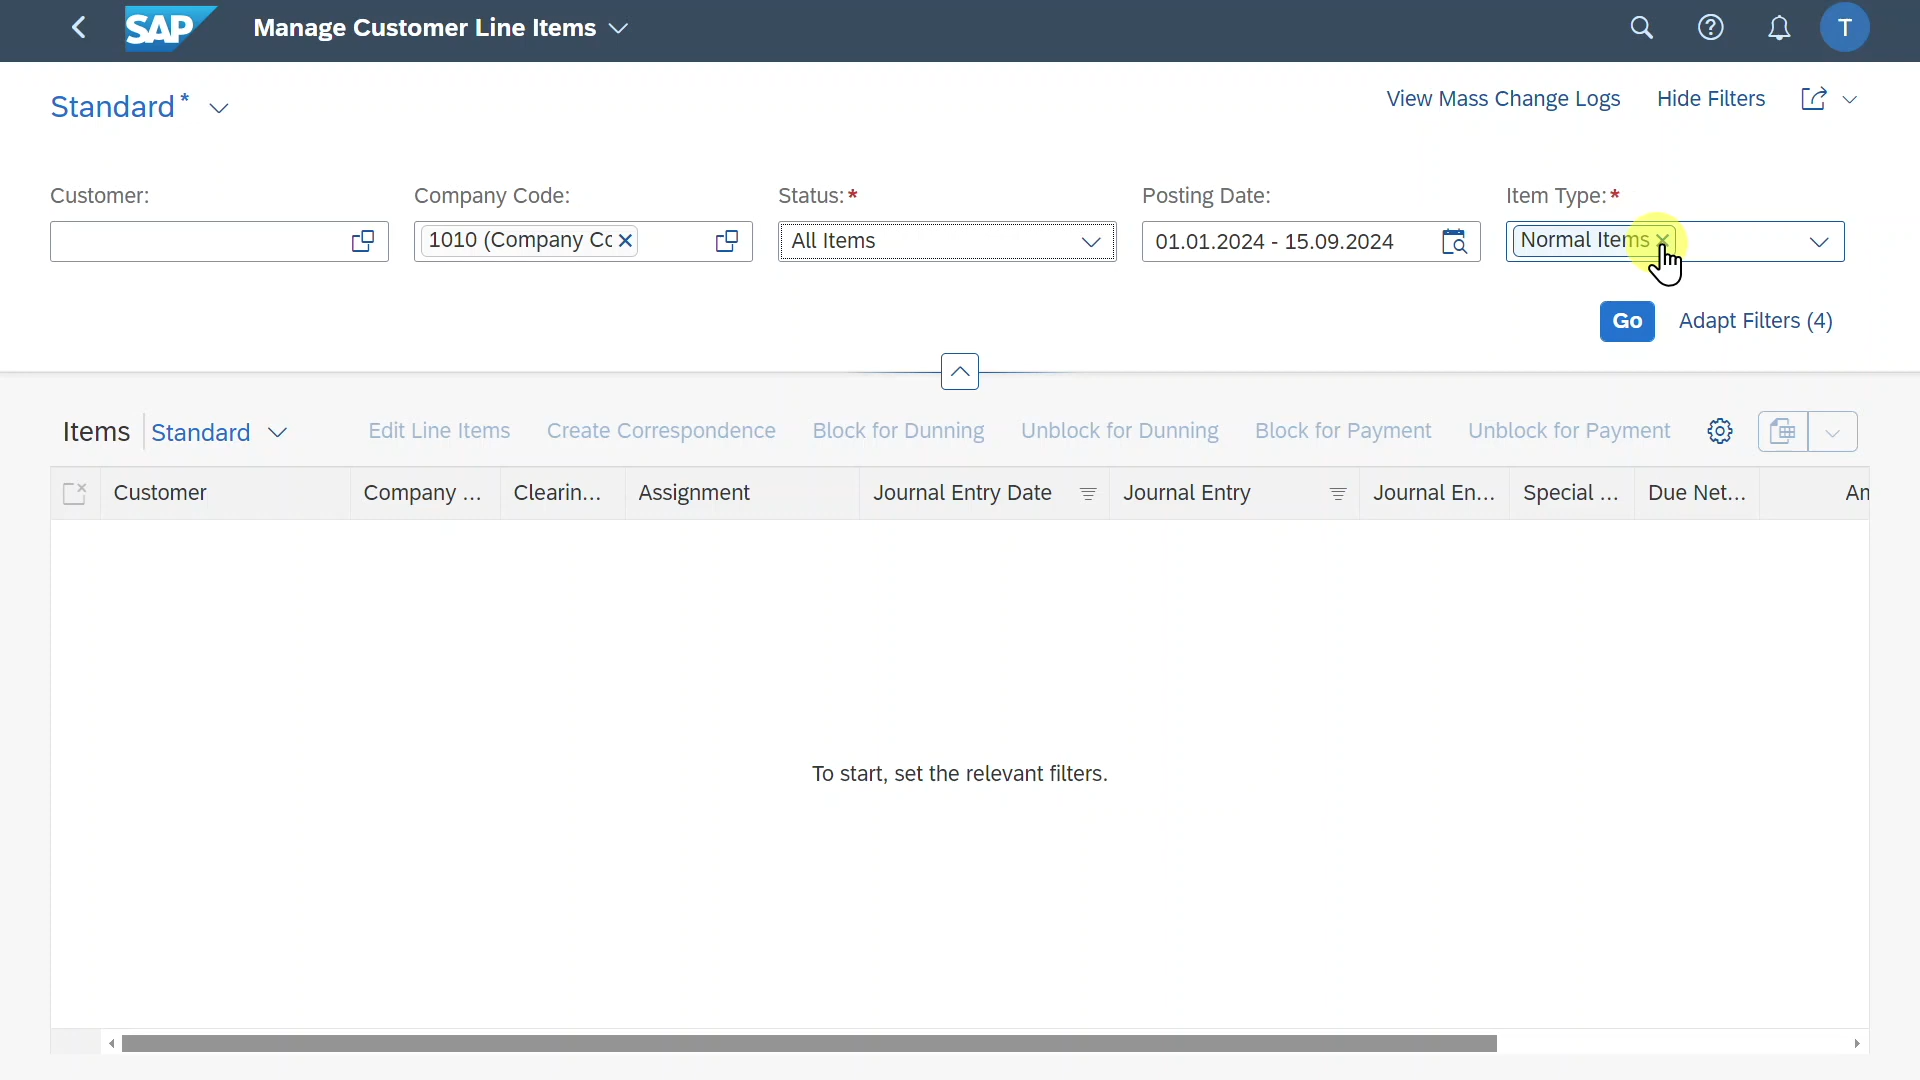 SAP Manage Customer Line Items T
Standard* View Mass Change Logs Hide Filters
Customer: Company Code: Status:* Posting Date: Item Type:*
1010 (Company Cc All Items 01.01.2024 - 15.09.2024 Normal Items
Go Adapt Filters (4)
Items Standard Edit Line Items Create Correspondence Block for Dunning Unblock for Dunning Block for Payment Unblock for Payment
Customer Company ... Clearin... Assignment Journal Entry Date Journal Entry Journal En... Special ... Due Net... Am
To start, set the relevant filters.